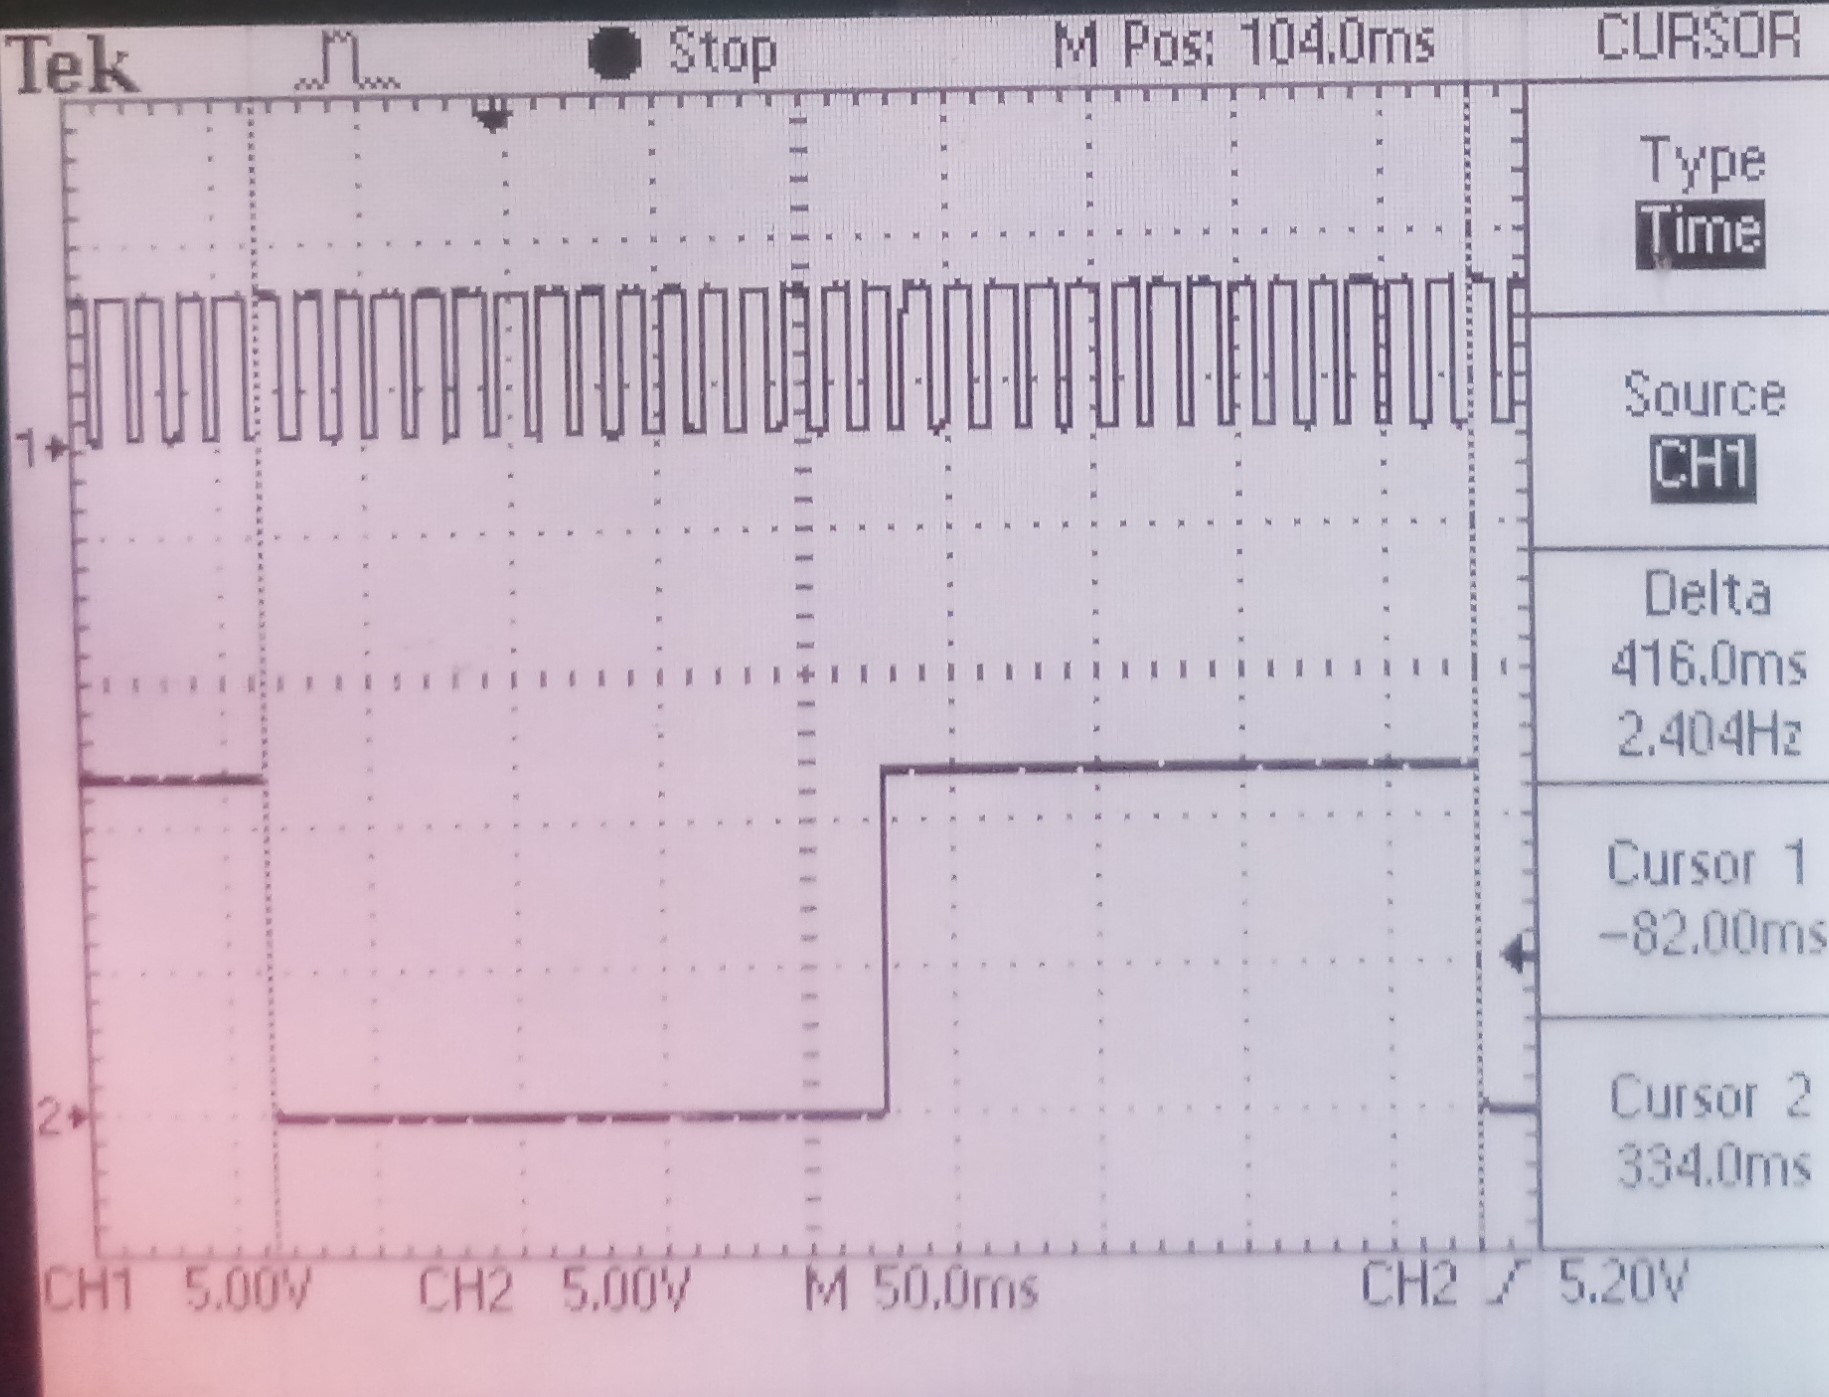 Tek Stop M Pos: 104.0ms CURSOR
Type
Time
Source
CH1
1
Delta
416.0ms
2.404Hz
Cursor 1
-82.00ms
2
Cursor 2
334.0ms
CH1 5.00V CH2 5.00V M 50.0ms CH2 5.20V